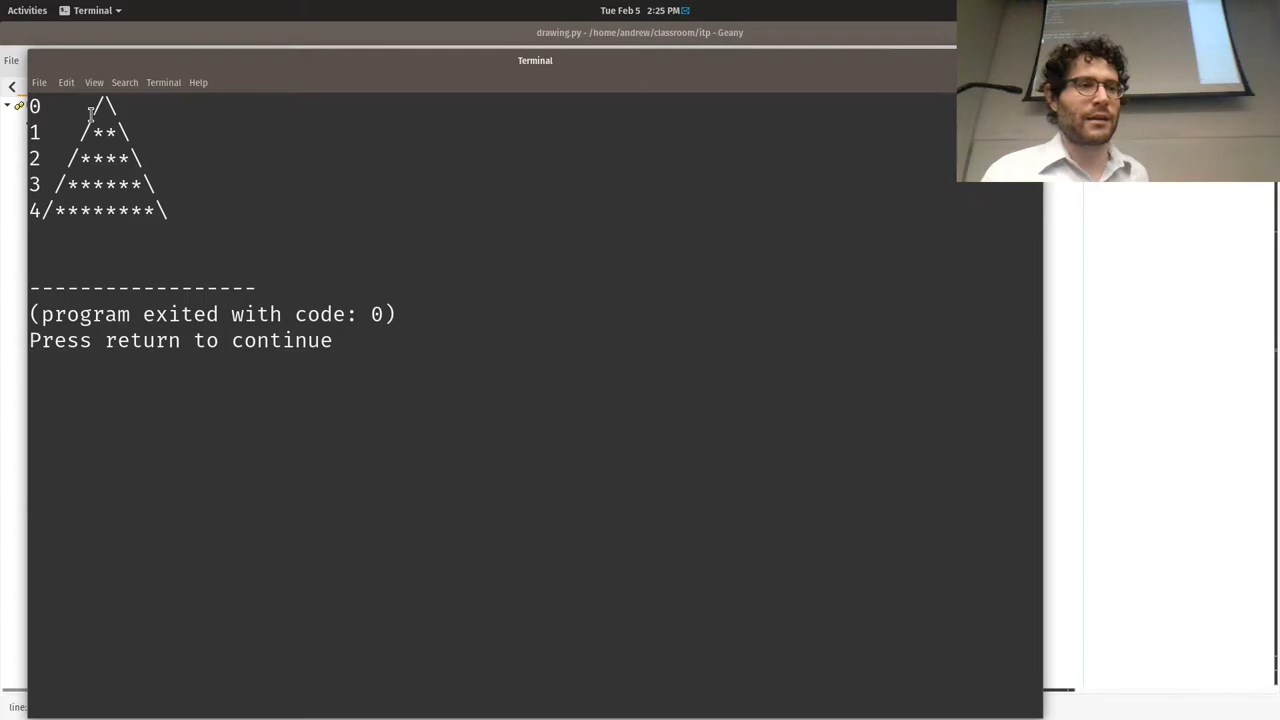 Activities Terminal Tue Feb 5 2:25 PM
drawing.py - /home/andrew/classroom/itp - Geany
File
Terminal
File Edit View Search Terminal Help
0    /\
1   /**\
2  /****\
3 /******\
4/********\
------------------
(program exited with code: 0)
Press return to continue
line: